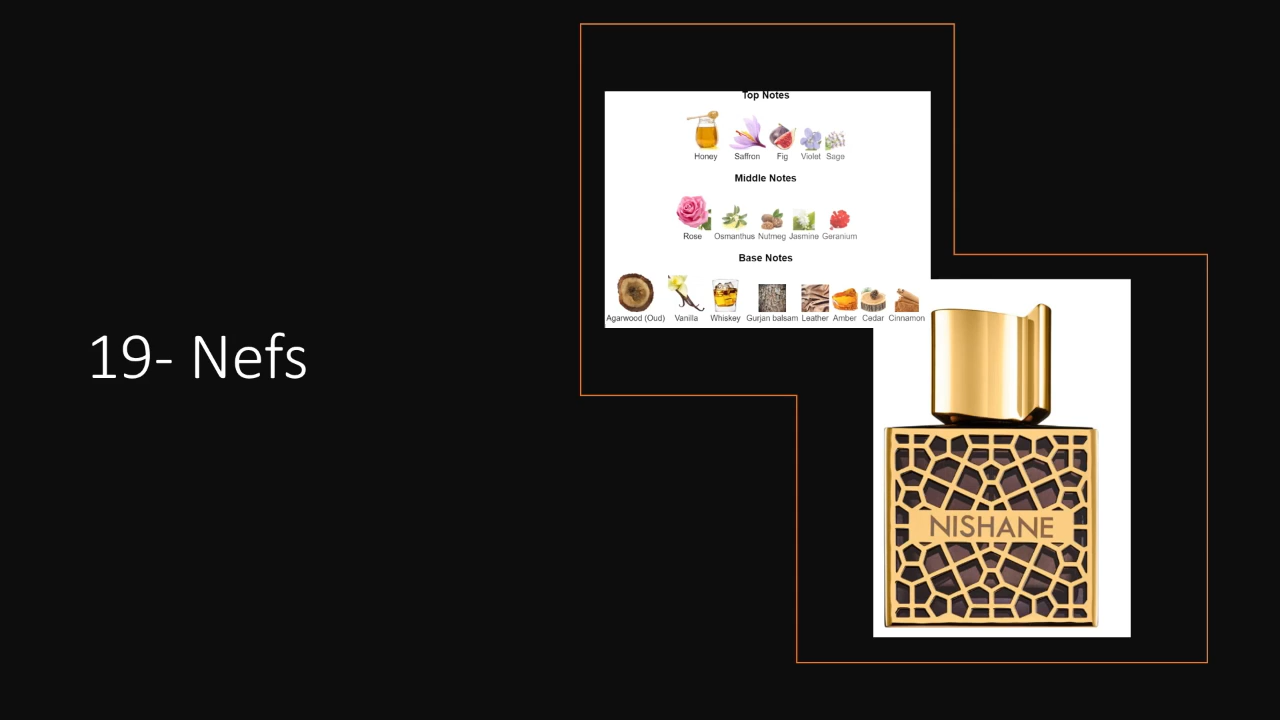 19- Nefs
Top Notes
Honey Saffron Fig Violet Sage
Middle Notes
Rose Osmanthus Nutmeg Jasmine Geranium
Base Notes
Agarwood (Oud) Vanilla Whiskey Gurjan balsam Leather Amber Cedar Cinnamon
NISHANE